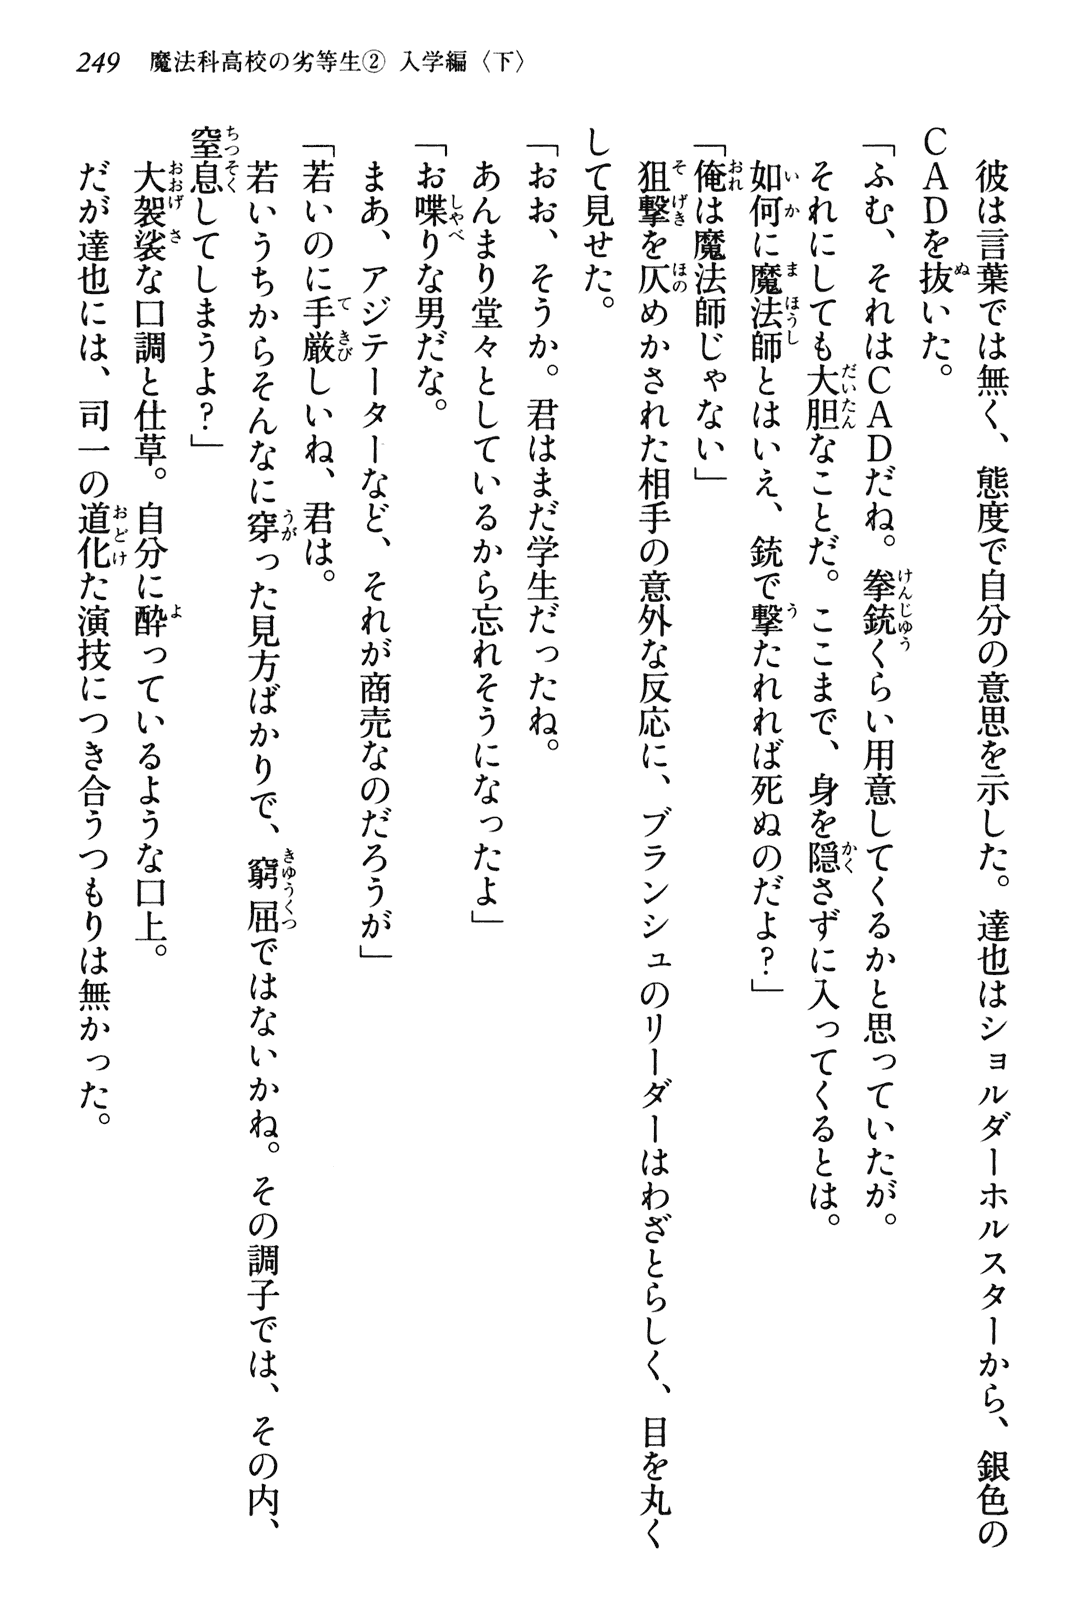 249 魔法科高校の劣等生② 入学編〈下〉
彼は言葉では無く、態度で自分の意思を示した。達也はショルダーホルスターから、銀色の
ＣＡＤを抜いた。
「ふむ、それはＣＡＤだね。拳銃くらい用意してくるかと思っていたが。
それにしても大胆なことだ。ここまで、身を隠さずに入ってくるとは。
如何に魔法師とはいえ、銃で撃たれれば死ぬのだよ？」
「俺は魔法師じゃない」
狙撃を仄めかされた相手の意外な反応に、ブランシュのリーダーはわざとらしく、目を丸く
して見せた。
「おお、そうか。君はまだ学生だったね。
あんまり堂々としているから忘れそうになったよ」
「お喋りな男だな。
まあ、アジテーターなど、それが商売なのだろうが」
「若いのに手厳しいね、君は。
若いうちからそんなに穿った見方ばかりで、窮屈ではないかね。その調子では、その内、
窒息してしまうよ？」
大袈裟な口調と仕草。自分に酔っているような口上。
だが達也には、司一の道化た演技につき合うつもりは無かった。